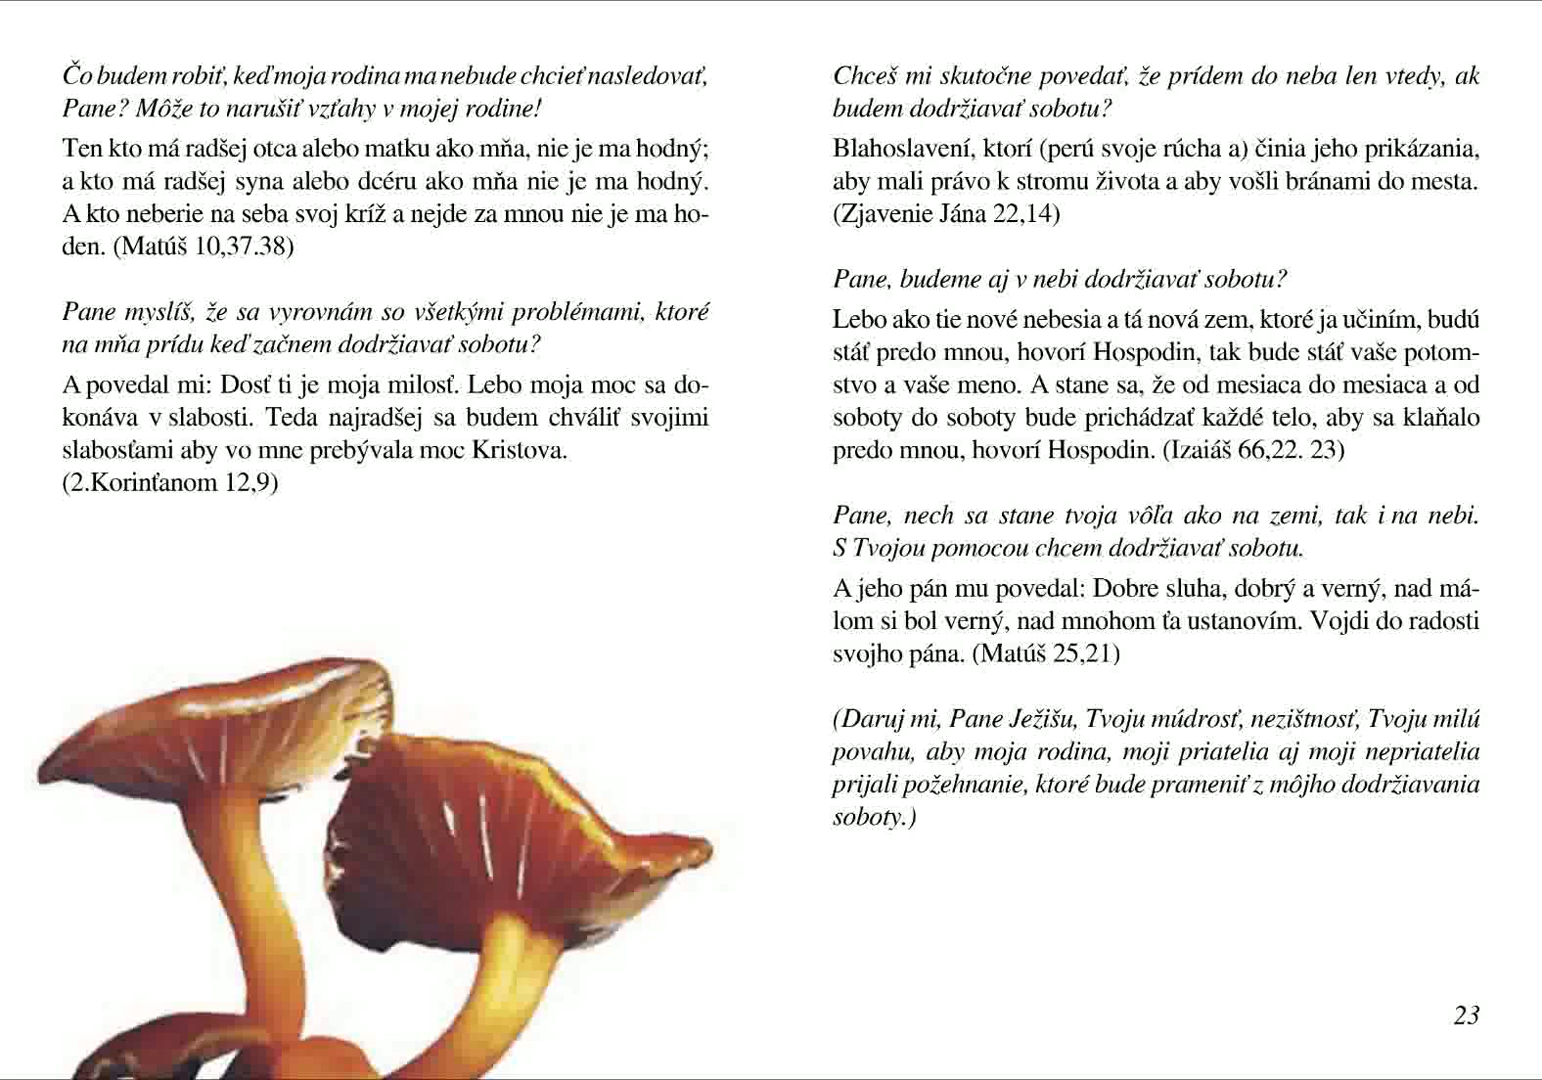 Čo budem robiť, keď moja rodina ma nebude chcieť nasledovať,
Pane? Môže to narušiť vzťahy v mojej rodine!
Ten kto má radšej otca alebo matku ako mňa, nie je ma hodný;
a kto má radšej syna alebo dcéru ako mňa nie je ma hodný.
A kto neberie na seba svoj kríž a nejde za mnou nie je ma ho-
den. (Matúš 10,37.38)
Pane myslíš, že sa vyrovnám so všetkými problémami, ktoré
na mňa prídu keď začnem dodržiavať sobotu?
A povedal mi: Dosť ti je moja milosť. Lebo moja moc sa do-
konáva v slabosti. Teda najradšej sa budem chváliť svojimi
slabosťami aby vo mne prebývala moc Kristova.
(2.Korinťanom 12,9)
Chceš mi skutočne povedať, že prídem do neba len vtedy, ak
budem dodržiavať sobotu?
Blahoslavení, ktorí (perú svoje rúcha a) činia jeho prikázania,
aby mali právo k stromu života a aby vošli bránami do mesta.
(Zjavenie Jána 22,14)
Pane, budeme aj v nebi dodržiavať sobotu?
Lebo ako tie nové nebesia a tá nová zem, ktoré ja učiním, budú
stáť predo mnou, hovorí Hospodin, tak bude stáť vaše potom-
stvo a vaše meno. A stane sa, že od mesiaca do mesiaca a od
soboty do soboty bude prichádzať každé telo, aby sa klaňalo
predo mnou, hovorí Hospodin. (Izaiáš 66,22. 23)
Pane, nech sa stane tvoja vôľa ako na zemi, tak i na nebi.
S Tvojou pomocou chcem dodržiavať sobotu.
A jeho pán mu povedal: Dobre sluha, dobrý a verný, nad má-
lom si bol verný, nad mnohom ťa ustanovím. Vojdi do radosti
svojho pána. (Matúš 25,21)
(Daruj mi, Pane Ježišu, Tvoju múdrosť, nezištnosť, Tvoju milú
povahu, aby moja rodina, moji priatelia aj moji nepriatelia
prijali požehnanie, ktoré bude prameniť z môjho dodržiavania
soboty.)
23